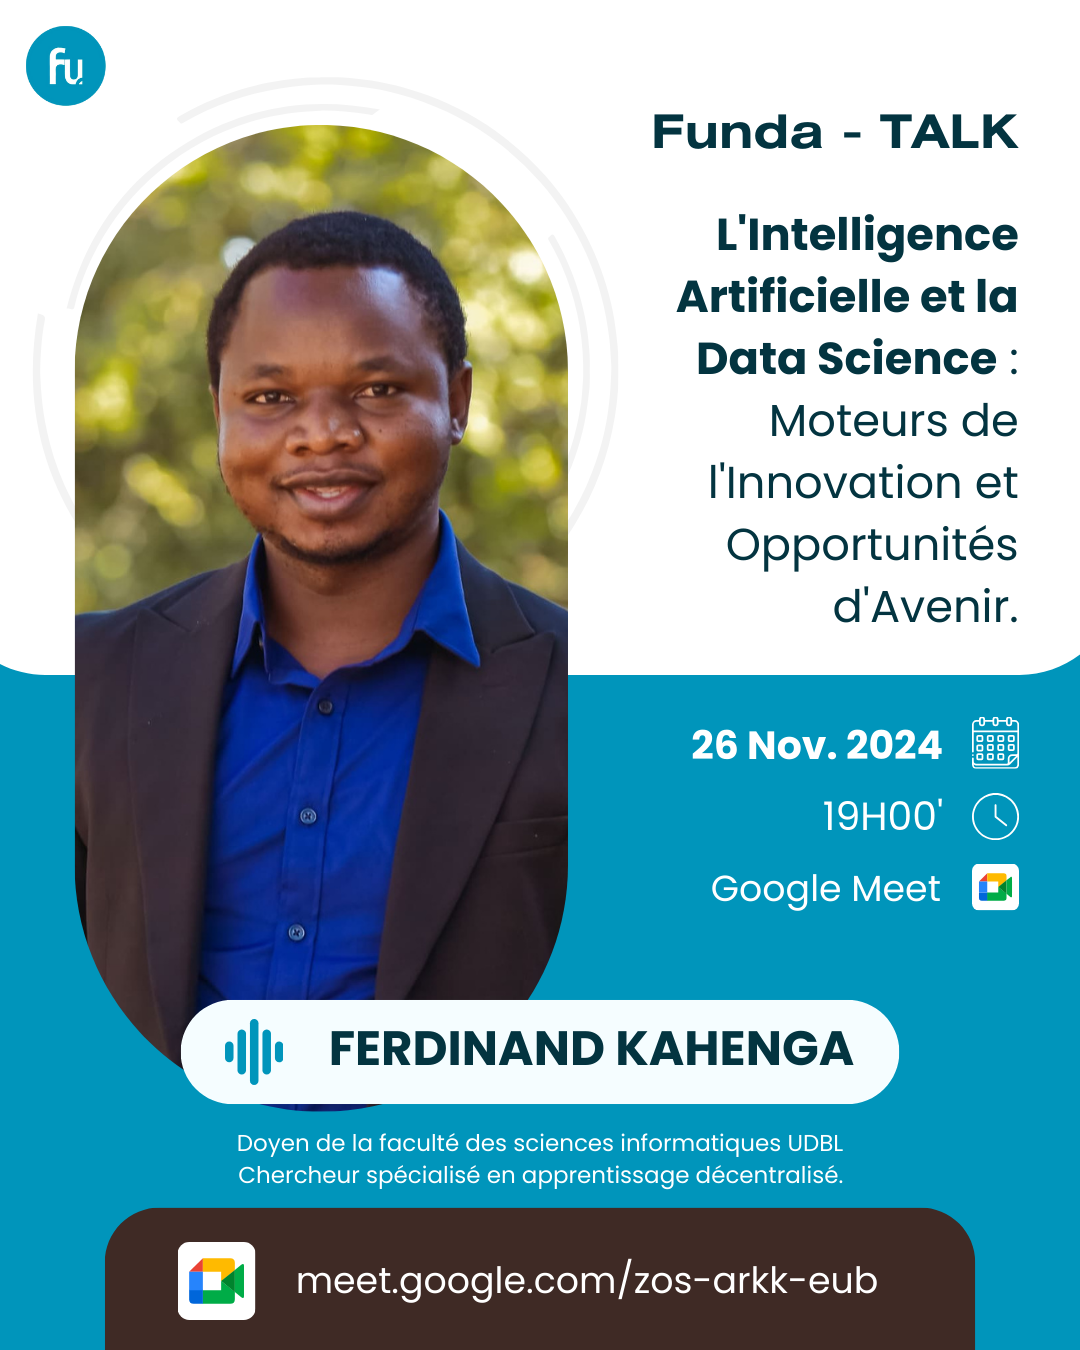 fu
Funda - TALK
L'Intelligence
Artificielle et la
Data Science :
Moteurs de
l'Innovation et
Opportunités
d'Avenir.
26 Nov. 2024
19H00'
Google Meet
FERDINAND KAHENGA
Doyen de la faculté des sciences informatiques UDBL
Chercheur spécialisé en apprentissage décentralisé.
meet.google.com/zos-arkk-eub